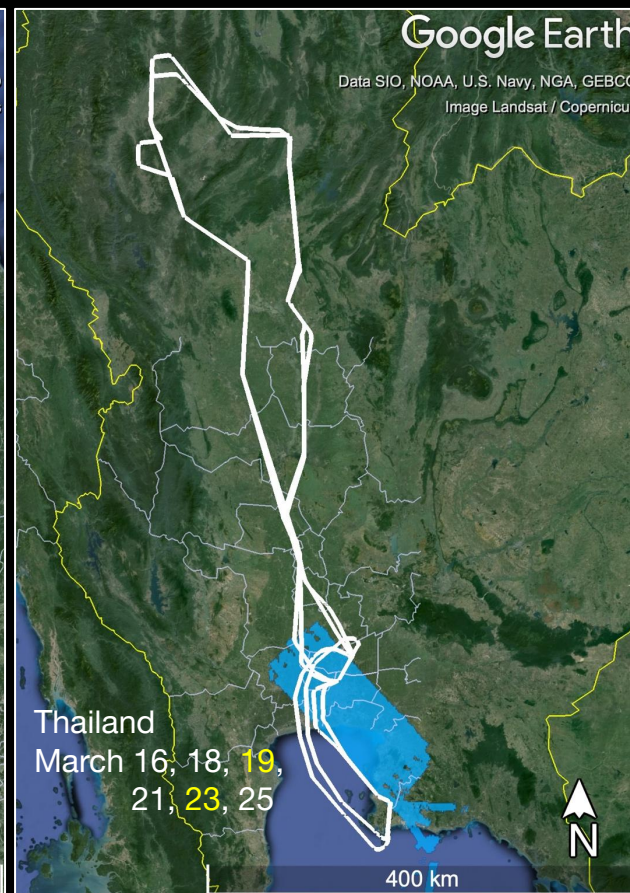 Google Earth
Data SIO, NOAA, U.S. Navy, NGA, GEBCO
Image Landsat / Copernicu
Thailand
March 16, 18, 19,
21, 23, 25
N
400 km